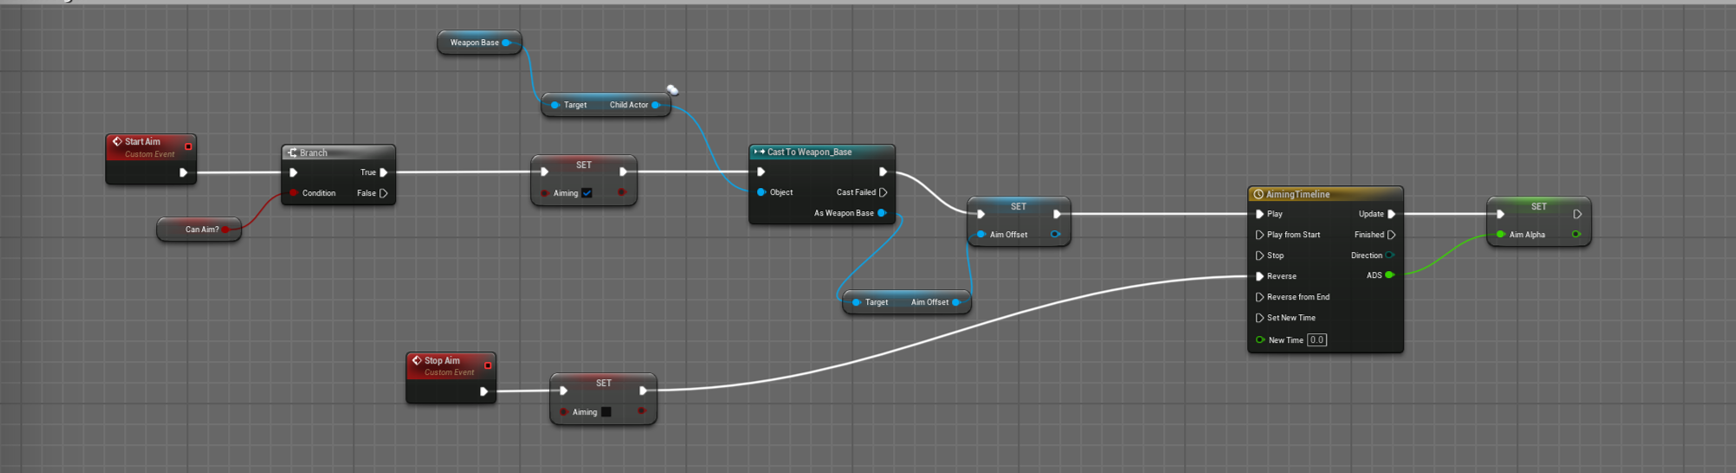 Weapon Base
Target Child Actor
Start Aim
Custom Event
Branch
True
Condition False
Can Aim?
SET
Aiming
Cast To Weapon_Base
Object Cast Failed
As Weapon Base
SET
Aim Offset
Target Aim Offset
AimingTimeline
Play Update
Play from Start Finished
Stop Direction
Reverse ADS
Reverse from End
Set New Time
New Time 0.0
SET
Aim Alpha
Stop Aim
Custom Event
SET
Aiming